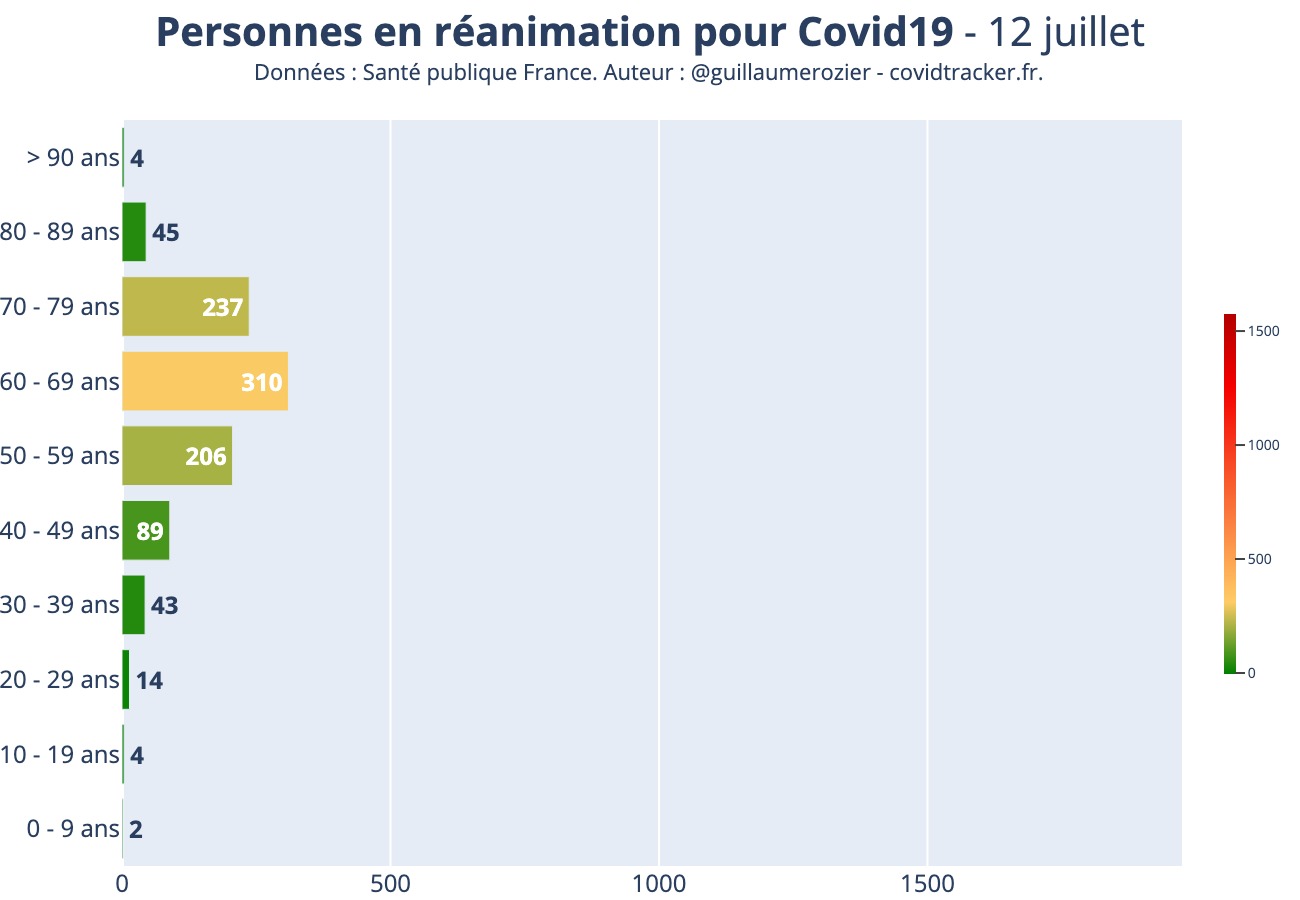 Personnes en réanimation pour Covid19 - 12 juillet
Données : Santé publique France. Auteur : @guillaumerozier - covidtracker.fr.
> 90 ans 4
80 - 89 ans 45
70 - 79 ans 237
60 - 69 ans 310
50 - 59 ans 206
40 - 49 ans 89
30 - 39 ans 43
20 - 29 ans 14
10 - 19 ans 4
0 - 9 ans 2
0 500 1000 1500
1500
1000
500
0